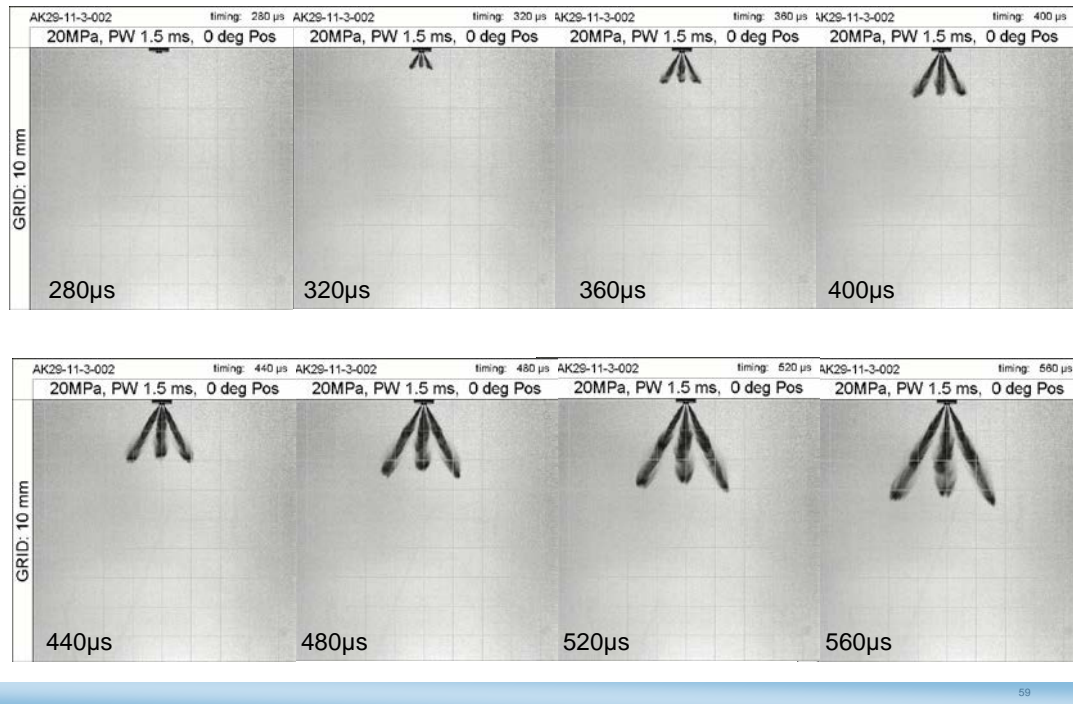 AK29-11-3-002 timing: 280 µs AK29-11-3-002 timing: 320 µs AK29-11-3-002 timing: 360 µs AK29-11-3-002 timing: 400 µs
20MPa, PW 1.5 ms, 0 deg Pos 20MPa, PW 1.5 ms, 0 deg Pos 20MPa, PW 1.5 ms, 0 deg Pos 20MPa, PW 1.5 ms, 0 deg Pos
GRID: 10 mm
280µs 320µs 360µs 400µs
AK29-11-3-002 timing: 440 µs AK29-11-3-002 timing: 480 µs AK29-11-3-002 timing: 520 µs AK29-11-3-002 timing: 560 µs
20MPa, PW 1.5 ms, 0 deg Pos 20MPa, PW 1.5 ms, 0 deg Pos 20MPa, PW 1.5 ms, 0 deg Pos 20MPa, PW 1.5 ms, 0 deg Pos
GRID: 10 mm
440µs 480µs 520µs 560µs
59